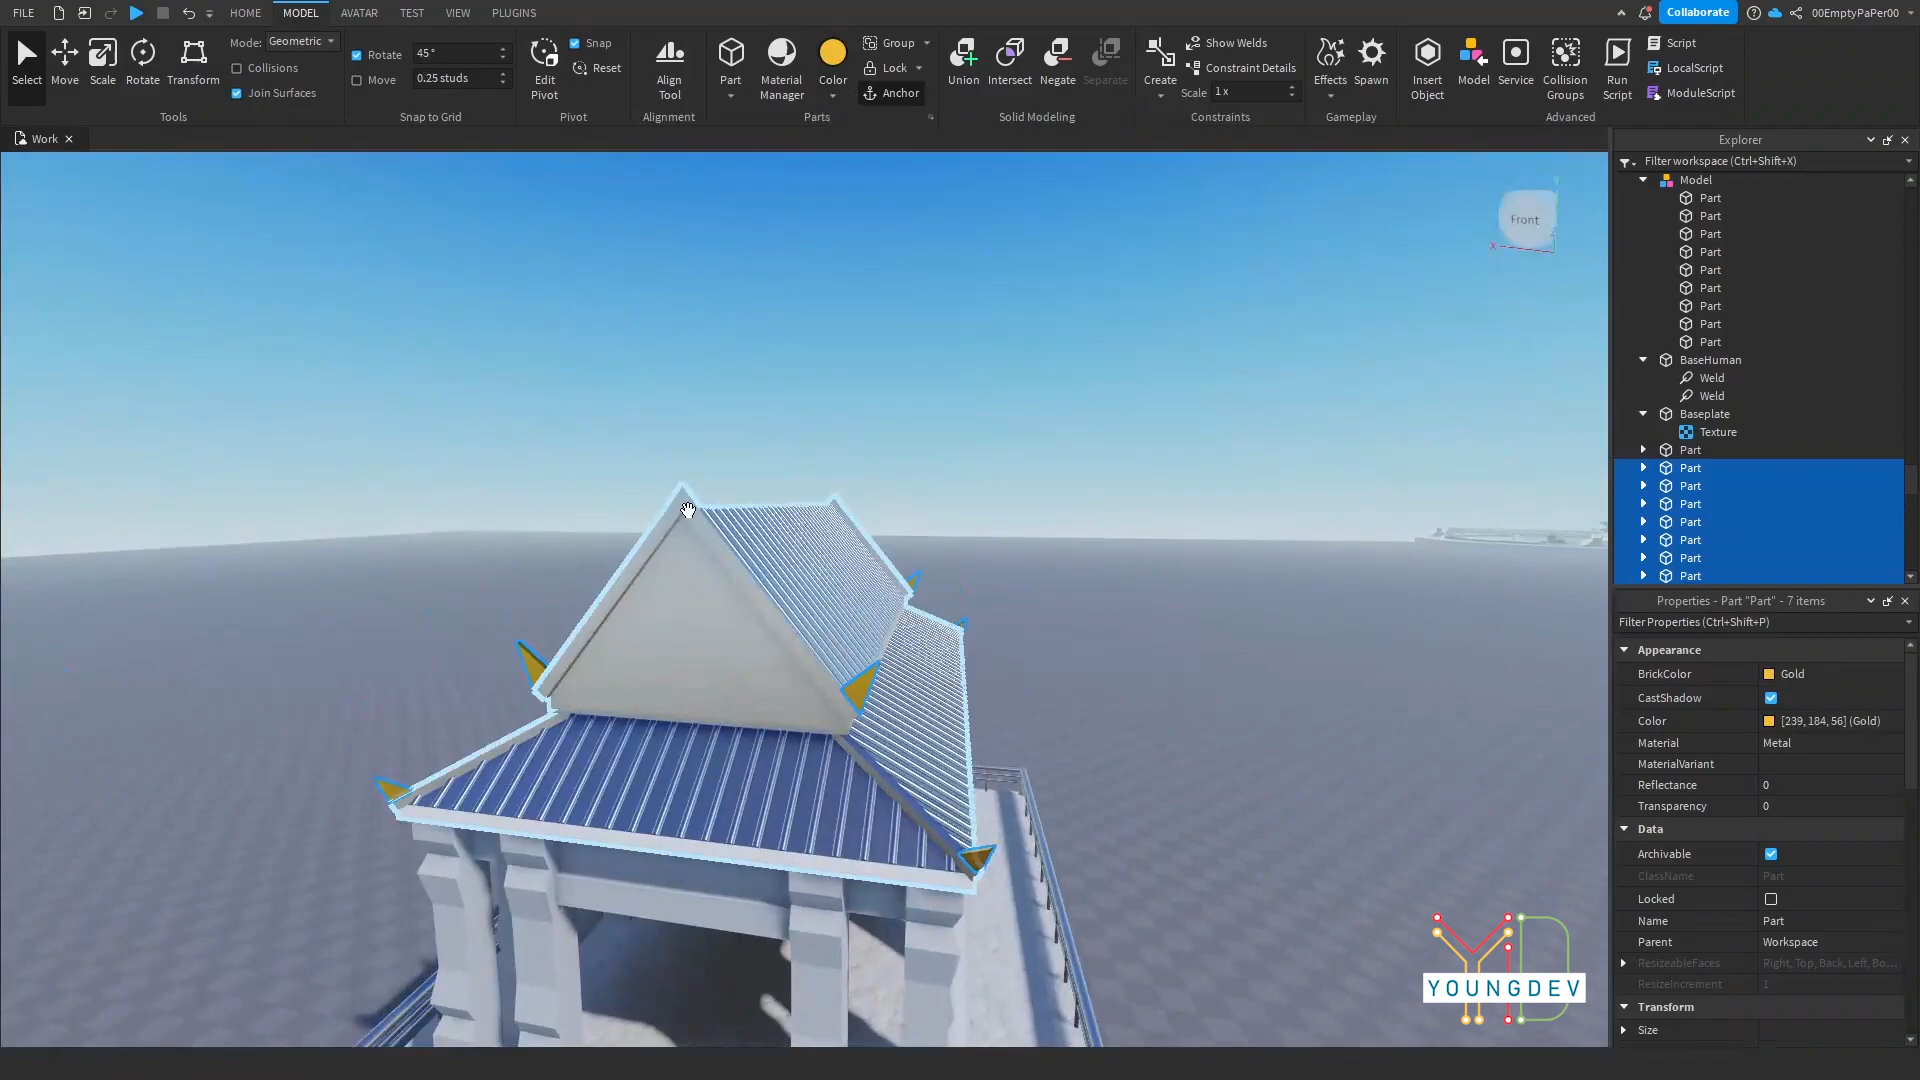 FILE HOME MODEL AVATAR TEST VIEW PLUGINS Collaborate 00EmptyPaPer00
Select Move Scale Rotate Transform
Mode: Geometric
Collisions
Join Surfaces
Tools
Rotate 45°
Move 0.25 studs
Snap to Grid
Edit Pivot
Snap
Reset
Pivot
Align Tool
Alignment
Part
Material Manager
Color
Group
Lock
Anchor
Parts
Union Intersect Negate Separate
Solid Modeling
Create
Show Welds
Constraint Details
Scale 1 x
Constraints
Effects Spawn
Gameplay
Insert Object
Model
Service
Collision Groups
Run Script
Script
LocalScript
ModuleScript
Advanced
Work
Front
X
Y
Explorer
Filter workspace (Ctrl+Shift+X)
Model
Part
Part
Part
Part
Part
Part
Part
Part
Part
BaseHuman
Weld
Weld
Baseplate
Texture
Part
Part
Part
Part
Part
Part
Part
Part
Properties - Part "Part" - 7 items
Filter Properties (Ctrl+Shift+P)
Appearance
BrickColor Gold
CastShadow
Color [239, 184, 56] (Gold)
Material Metal
MaterialVariant
Reflectance 0
Transparency 0
Data
Archivable
ClassName Part
Locked
Name Part
Parent Workspace
ResizeableFaces Right, Top, Back, Left, Bo...
ResizeIncrement 1
Transform
Size
YOUNGDEV